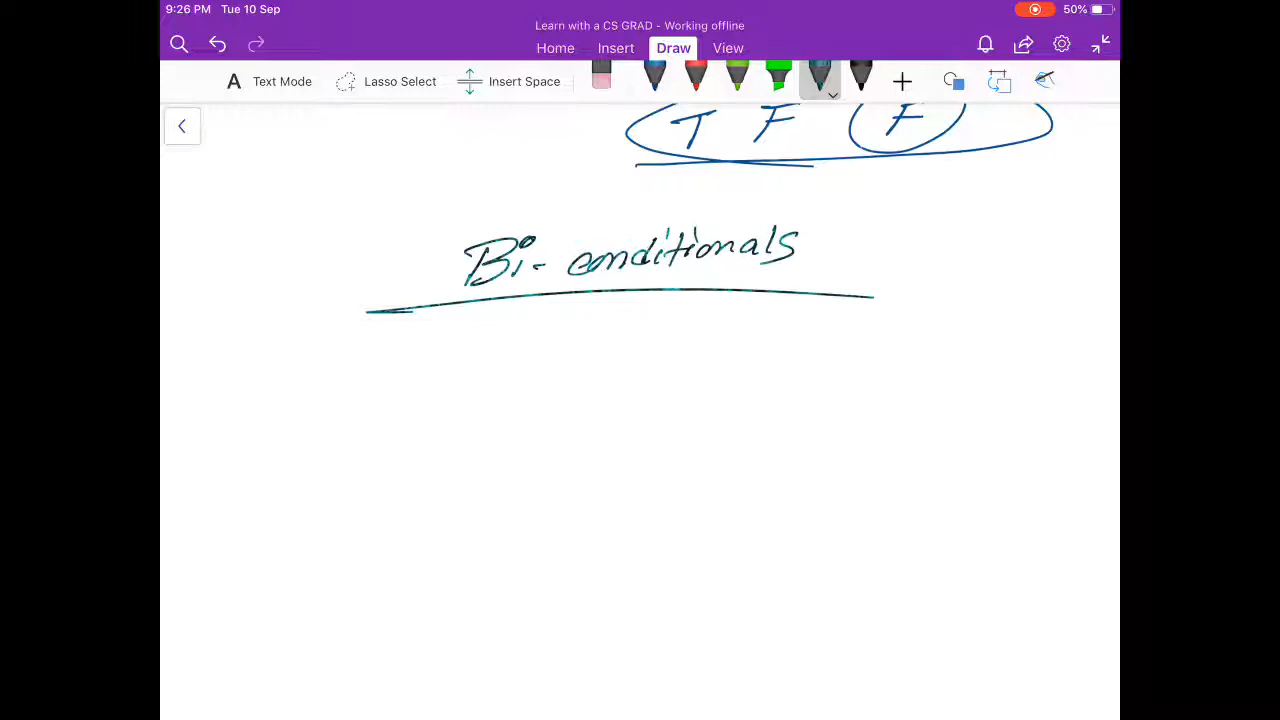 9:26 PM Tue 10 Sep
50%
Learn with a CS GRAD - Working offline
Home Insert Draw View
A Text Mode Lasso Select Insert Space
T F F
Bi-conditionals